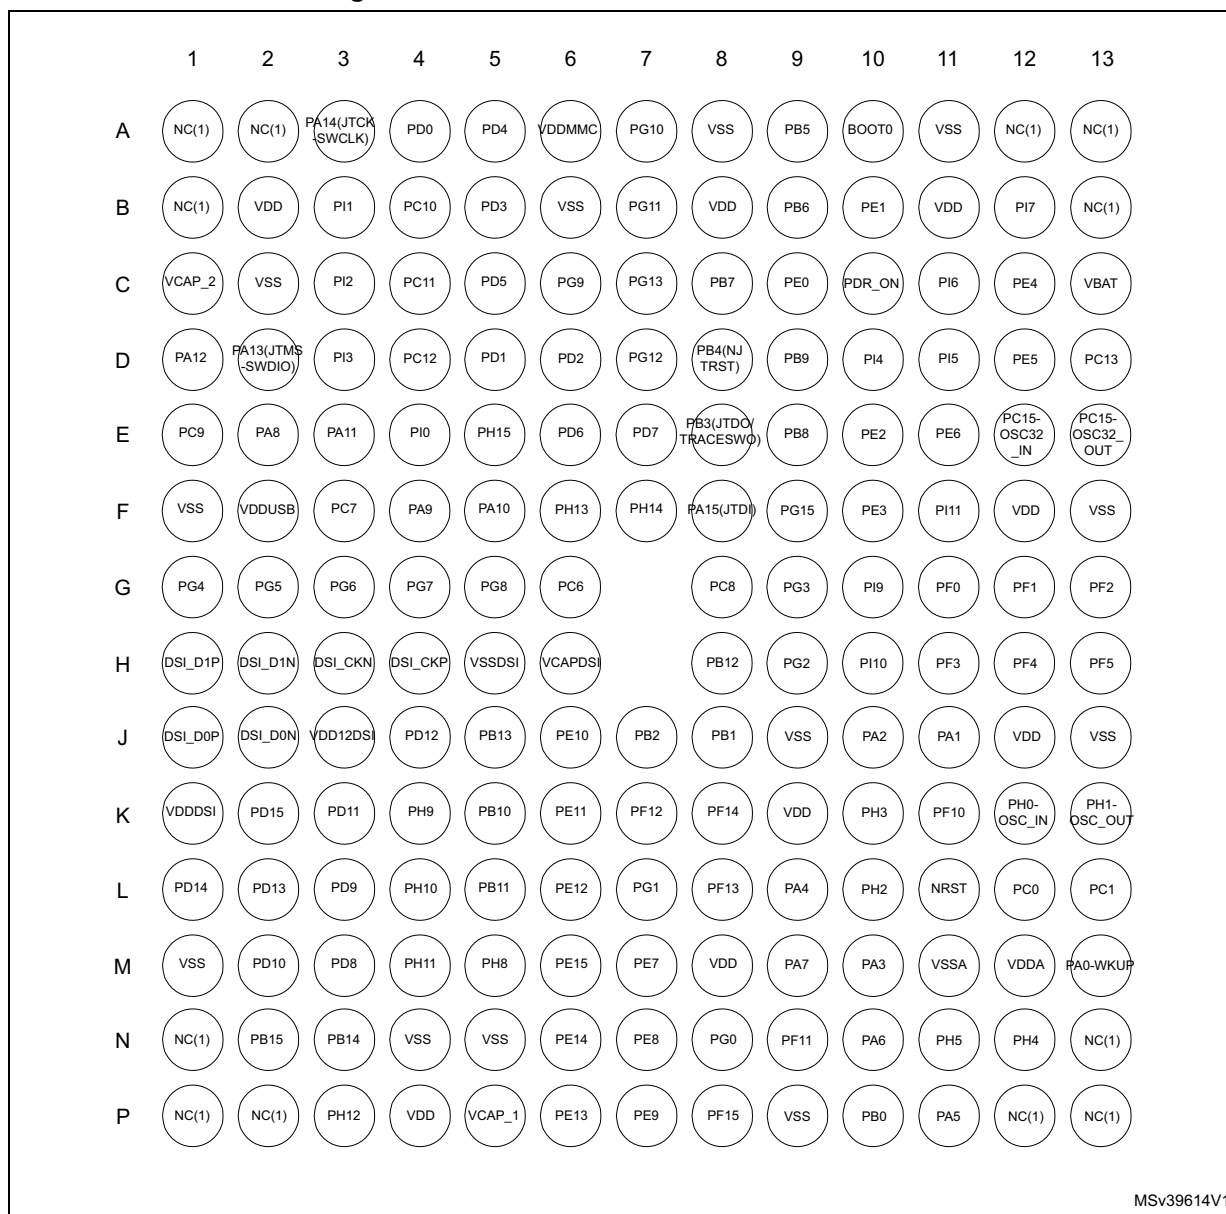 1 2 3 4 5 6 7 8 9 10 11 12 13
A NC(1) NC(1) PA14(JTCK-SWCLK) PD0 PD4 VDDMMC PG10 VSS PB5 BOOT0 VSS NC(1) NC(1)
B NC(1) VDD PI1 PC10 PD3 VSS PG11 VDD PB6 PE1 VDD PI7 NC(1)
C VCAP_2 VSS PI2 PC11 PD5 PG9 PG13 PB7 PE0 PDR_ON PI6 PE4 VBAT
D PA12 PA13(JTMS-SWDIO) PI3 PC12 PD1 PD2 PG12 PB4(NJTRST) PB9 PI4 PI5 PE5 PC13
E PC9 PA8 PA11 PI0 PH15 PD6 PD7 PB3(JTDO/TRACESWO) PB8 PE2 PE6 PC15-OSC32_IN PC15-OSC32_OUT
F VSS VDDUSB PC7 PA9 PA10 PH13 PH14 PA15(JTDI) PG15 PE3 PI11 VDD VSS
G PG4 PG5 PG6 PG7 PG8 PC6 PC8 PG3 PI9 PF0 PF1 PF2
H DSI_D1P DSI_D1N DSI_CKN DSI_CKP VSSDSI VCAPDSI PB12 PG2 PI10 PF3 PF4 PF5
J DSI_D0P DSI_D0N VDD12DSI PD12 PB13 PE10 PB2 PB1 VSS PA2 PA1 VDD VSS
K VDDDSI PD15 PD11 PH9 PB10 PE11 PF12 PF14 VDD PH3 PF10 PH0-OSC_IN PH1-OSC_OUT
L PD14 PD13 PD9 PH10 PB11 PE12 PG1 PF13 PA4 PH2 NRST PC0 PC1
M VSS PD10 PD8 PH11 PH8 PE15 PE7 VDD PA7 PA3 VSSA VDDA PA0-WKUP
N NC(1) PB15 PB14 VSS VSS PE14 PE8 PG0 PF11 PA6 PH5 PH4 NC(1)
P NC(1) NC(1) PH12 VDD VCAP_1 PE13 PE9 PF15 VSS PB0 PA5 NC(1) NC(1)
MSv39614V1